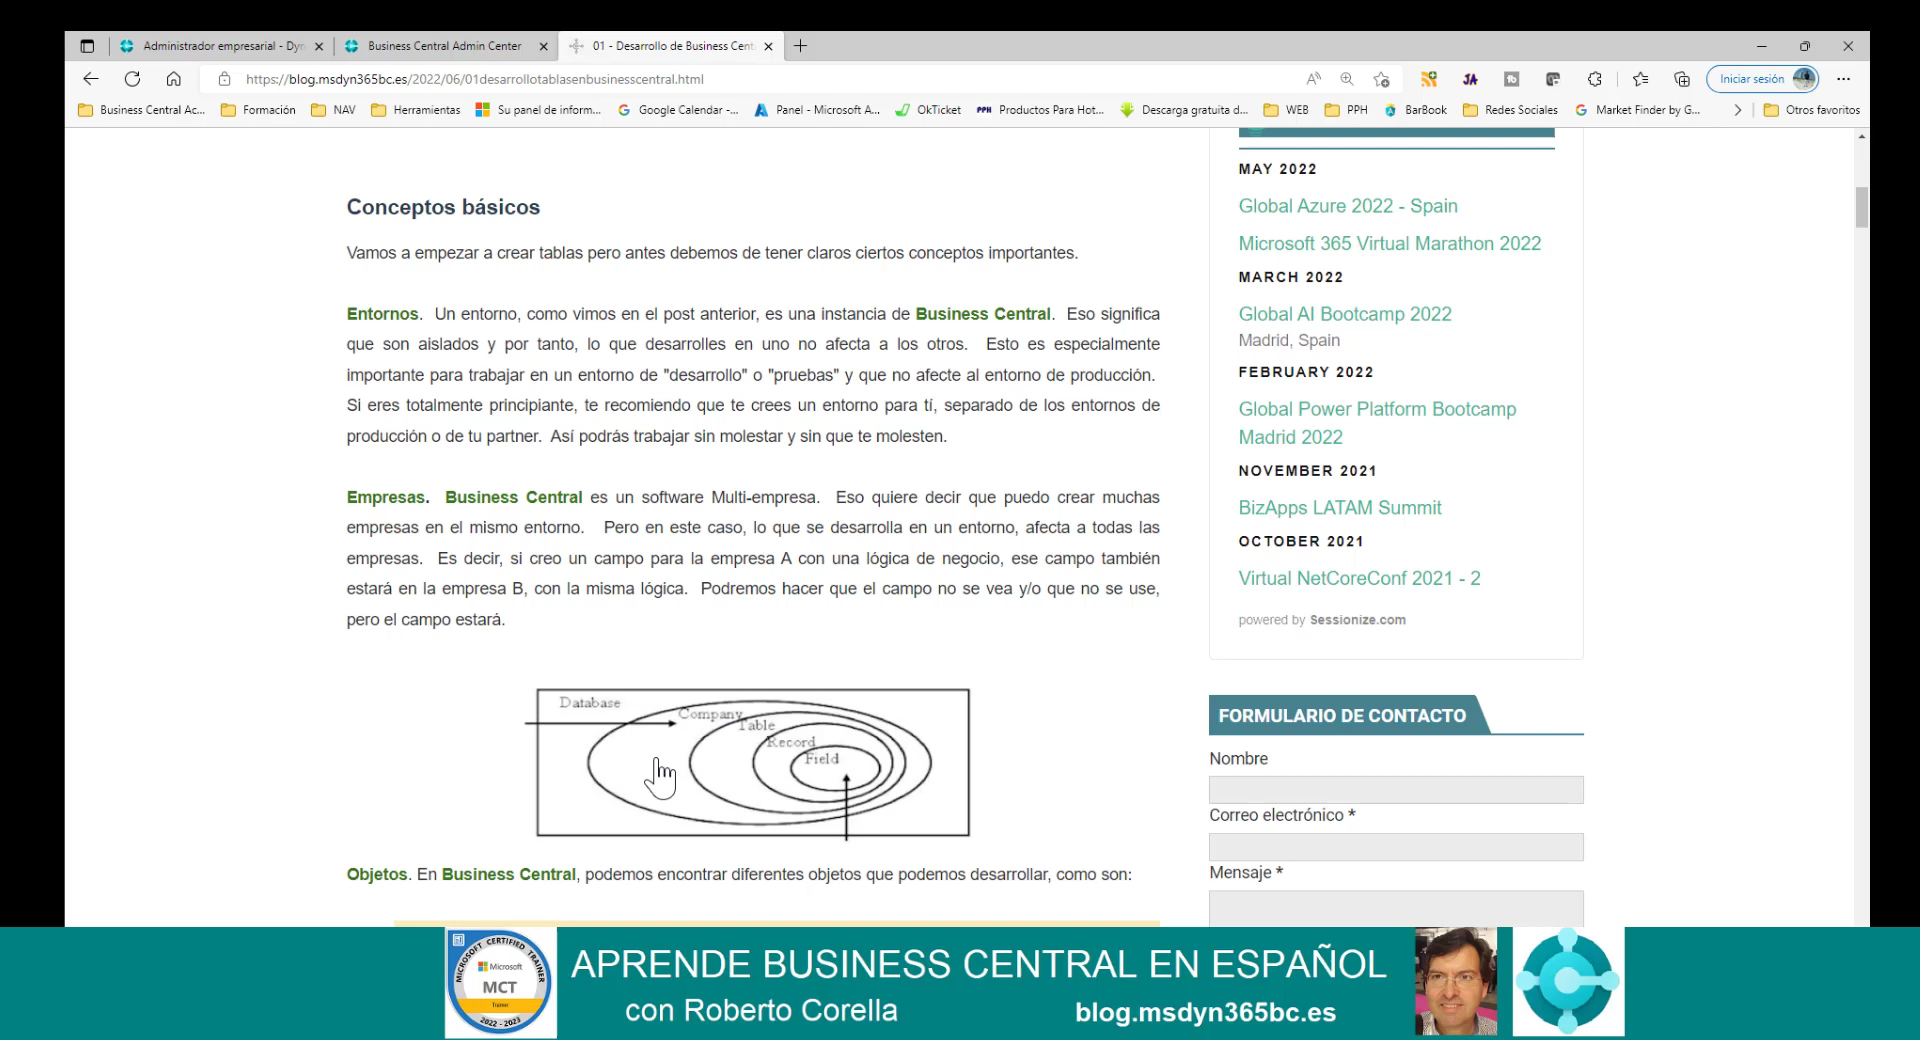 Administrador empresarial - Dyn
Business Central Admin Center
01 - Desarrollo de Business Cent
https://blog.msdyn365bc.es/2022/06/01desarrollotablasenbusinesscentral.html
Iniciar sesión
Business Central Ac...
Formación
NAV
Herramientas
Su panel de inform...
Google Calendar -...
Panel - Microsoft A...
OkTicket
PPH
Productos Para Hot...
Descarga gratuita d...
WEB
PPH
BarBook
Redes Sociales
Market Finder by G...
Otros favoritos
Conceptos básicos
Vamos a empezar a crear tablas pero antes debemos de tener claros ciertos conceptos importantes.
Entornos. Un entorno, como vimos en el post anterior, es una instancia de Business Central. Eso significa
que son aislados y por tanto, lo que desarrolles en uno no afecta a los otros. Esto es especialmente
importante para trabajar en un entorno de "desarrollo" o "pruebas" y que no afecte al entorno de producción.
Si eres totalmente principiante, te recomiendo que te crees un entorno para tí, separado de los entornos de
producción o de tu partner. Así podrás trabajar sin molestar y sin que te molesten.
Empresas. Business Central es un software Multi-empresa. Eso quiere decir que puedo crear muchas
empresas en el mismo entorno. Pero en este caso, lo que se desarrolla en un entorno, afecta a todas las
empresas. Es decir, si creo un campo para la empresa A con una lógica de negocio, ese campo también
estará en la empresa B, con la misma lógica. Podremos hacer que el campo no se vea y/o que no se use,
pero el campo estará.
Database
Company
Table
Record
Field
Objetos. En Business Central, podemos encontrar diferentes objetos que podemos desarrollar, como son:
MAY 2022
Global Azure 2022 - Spain
Microsoft 365 Virtual Marathon 2022
MARCH 2022
Global AI Bootcamp 2022
Madrid, Spain
FEBRUARY 2022
Global Power Platform Bootcamp
Madrid 2022
NOVEMBER 2021
BizApps LATAM Summit
OCTOBER 2021
Virtual NetCoreConf 2021 - 2
powered by Sessionize.com
FORMULARIO DE CONTACTO
Nombre
Correo electrónico *
Mensaje *
MICROSOFT CERTIFIED TRAINER
Microsoft
MCT
Trainer
2022 - 2023
APRENDE BUSINESS CENTRAL EN ESPAÑOL
con Roberto Corella
blog.msdyn365bc.es